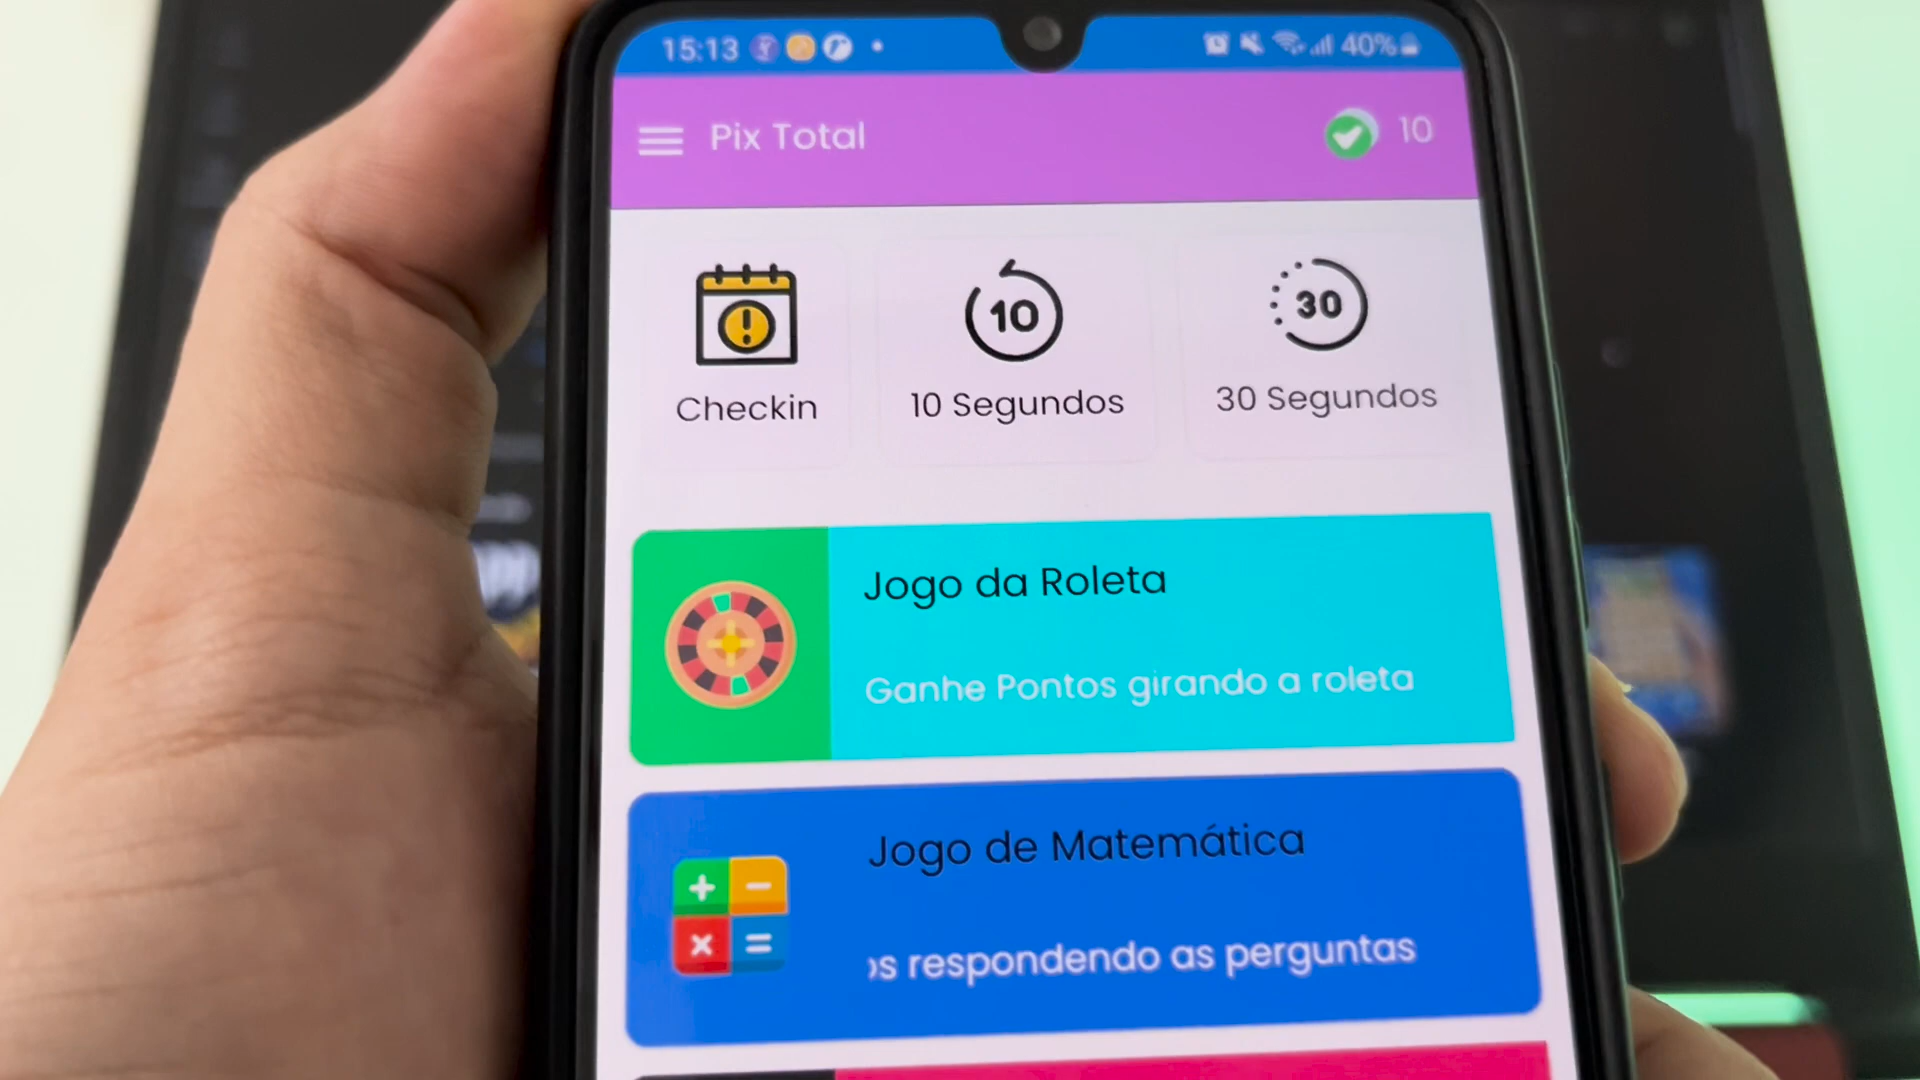 15:13
40%
Pix Total
10
10
30
Checkin
10 Segundos
30 Segundos
Jogo da Roleta
Ganhe Pontos girando a roleta
Jogo de Matemática
os respondendo as perguntas